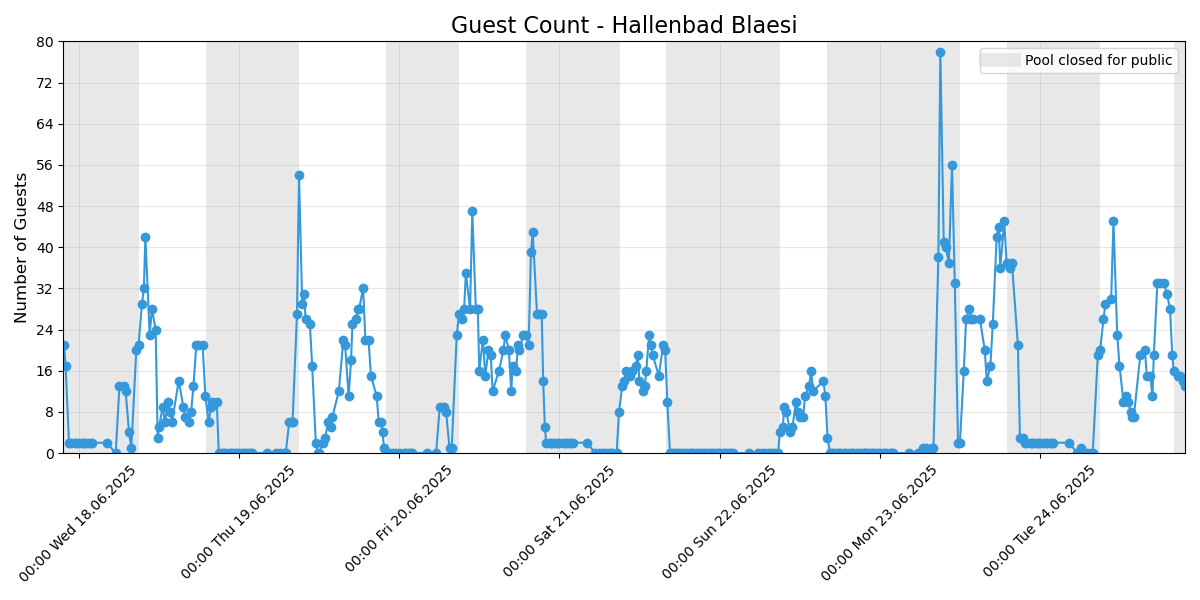 Guest Count - Hallenbad Blaesi
Pool closed for public
Number of Guests
80
72
64
56
48
40
32
24
16
8
0
00:00 Wed 18.06.2025
00:00 Thu 19.06.2025
00:00 Fri 20.06.2025
00:00 Sat 21.06.2025
00:00 Sun 22.06.2025
00:00 Mon 23.06.2025
00:00 Tue 24.06.2025